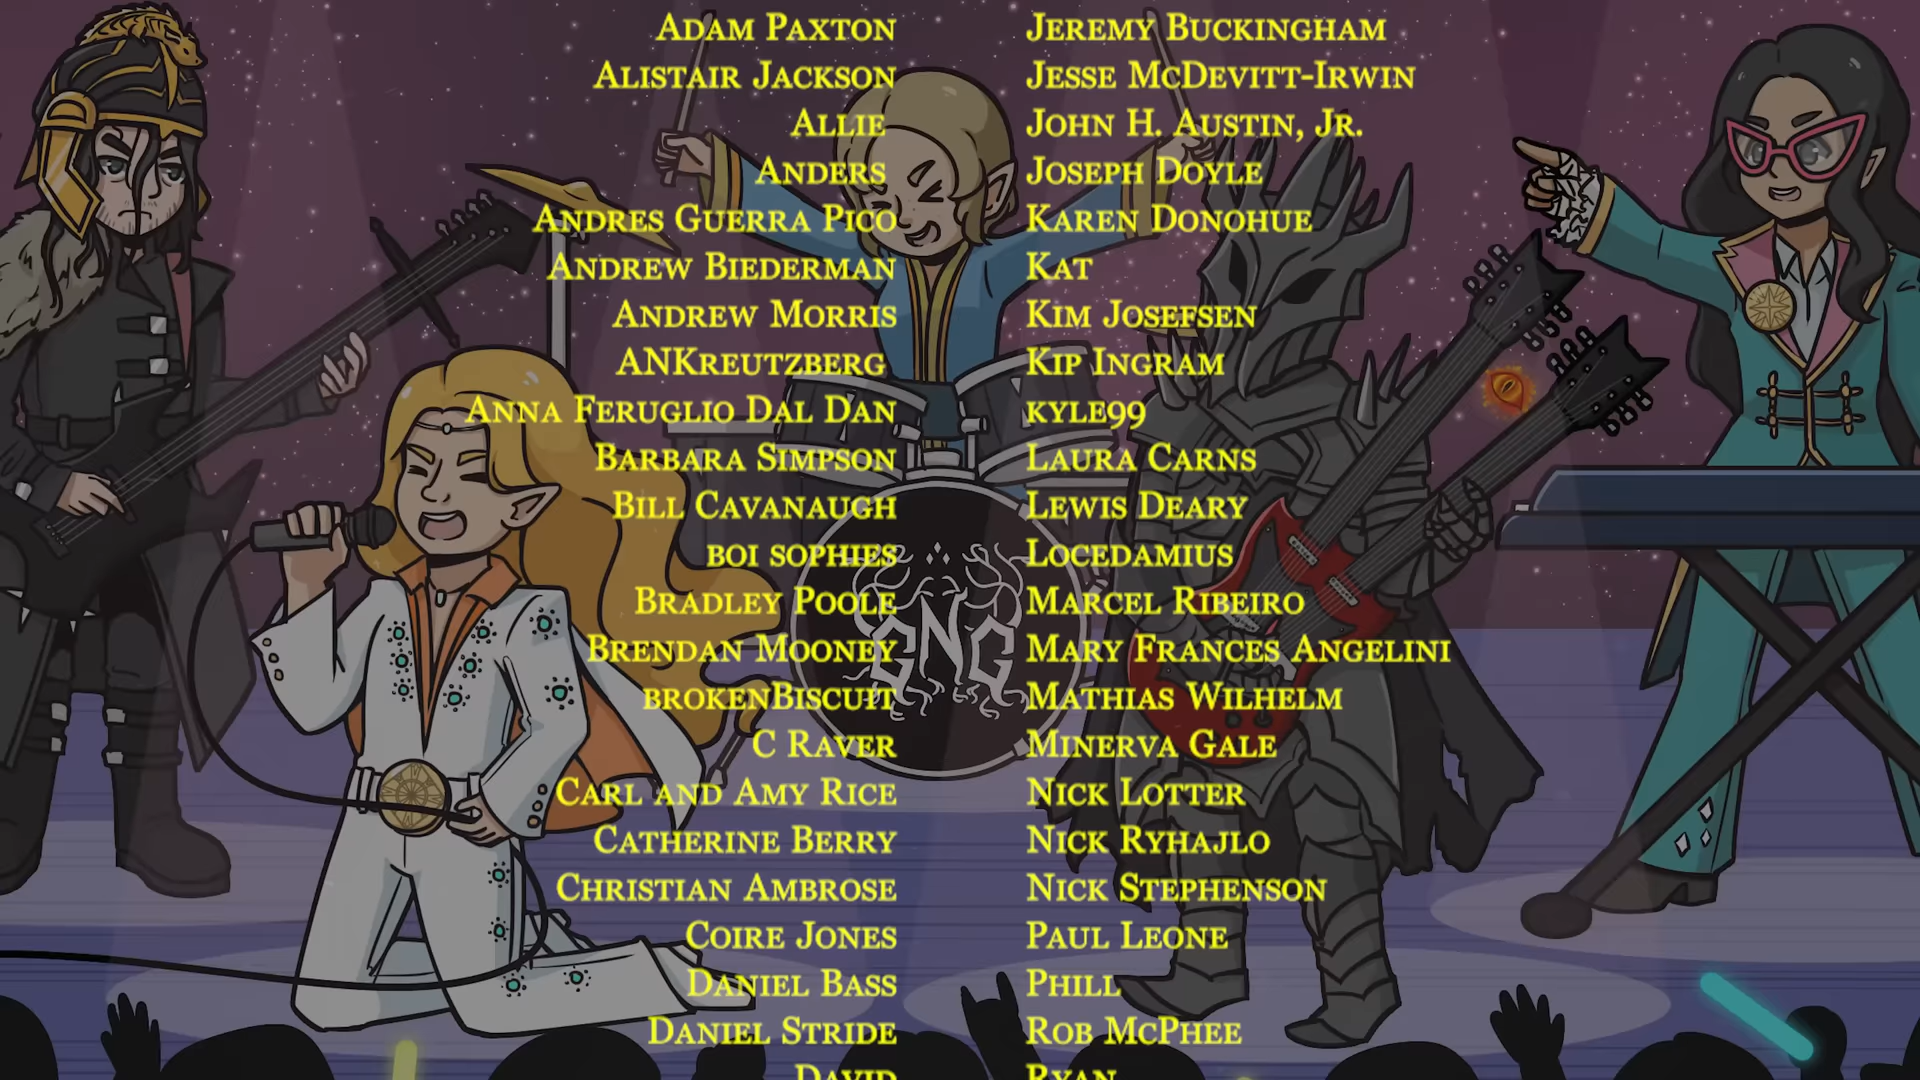 Adam Paxton
Alistair Jackson
Allie
Anders
Andres Guerra Pico
Andrew Biederman
Andrew Morris
ANKreutzberg
Anna Feruglio Dal Dan
Barbara Simpson
Bill Cavanaugh
boi sophies
Bradley Poole
Brendan Mooney
brokenBiscuit
C Raver
Carl and Amy Rice
Catherine Berry
Christian Ambrose
Coire Jones
Daniel Bass
Daniel Stride
David
Jeremy Buckingham
Jesse McDevitt-Irwin
John H. Austin, Jr.
Joseph Doyle
Karen Donohue
Kat
Kim Josefsen
Kip Ingram
kyle99
Laura Carns
Lewis Deary
Locedamius
Marcel Ribeiro
Mary Frances Angelini
Mathias Wilhelm
Minerva Gale
Nick Lotter
Nick Ryhajlo
Nick Stephenson
Paul Leone
Phill
Rob McPhee
Ryan
GNG